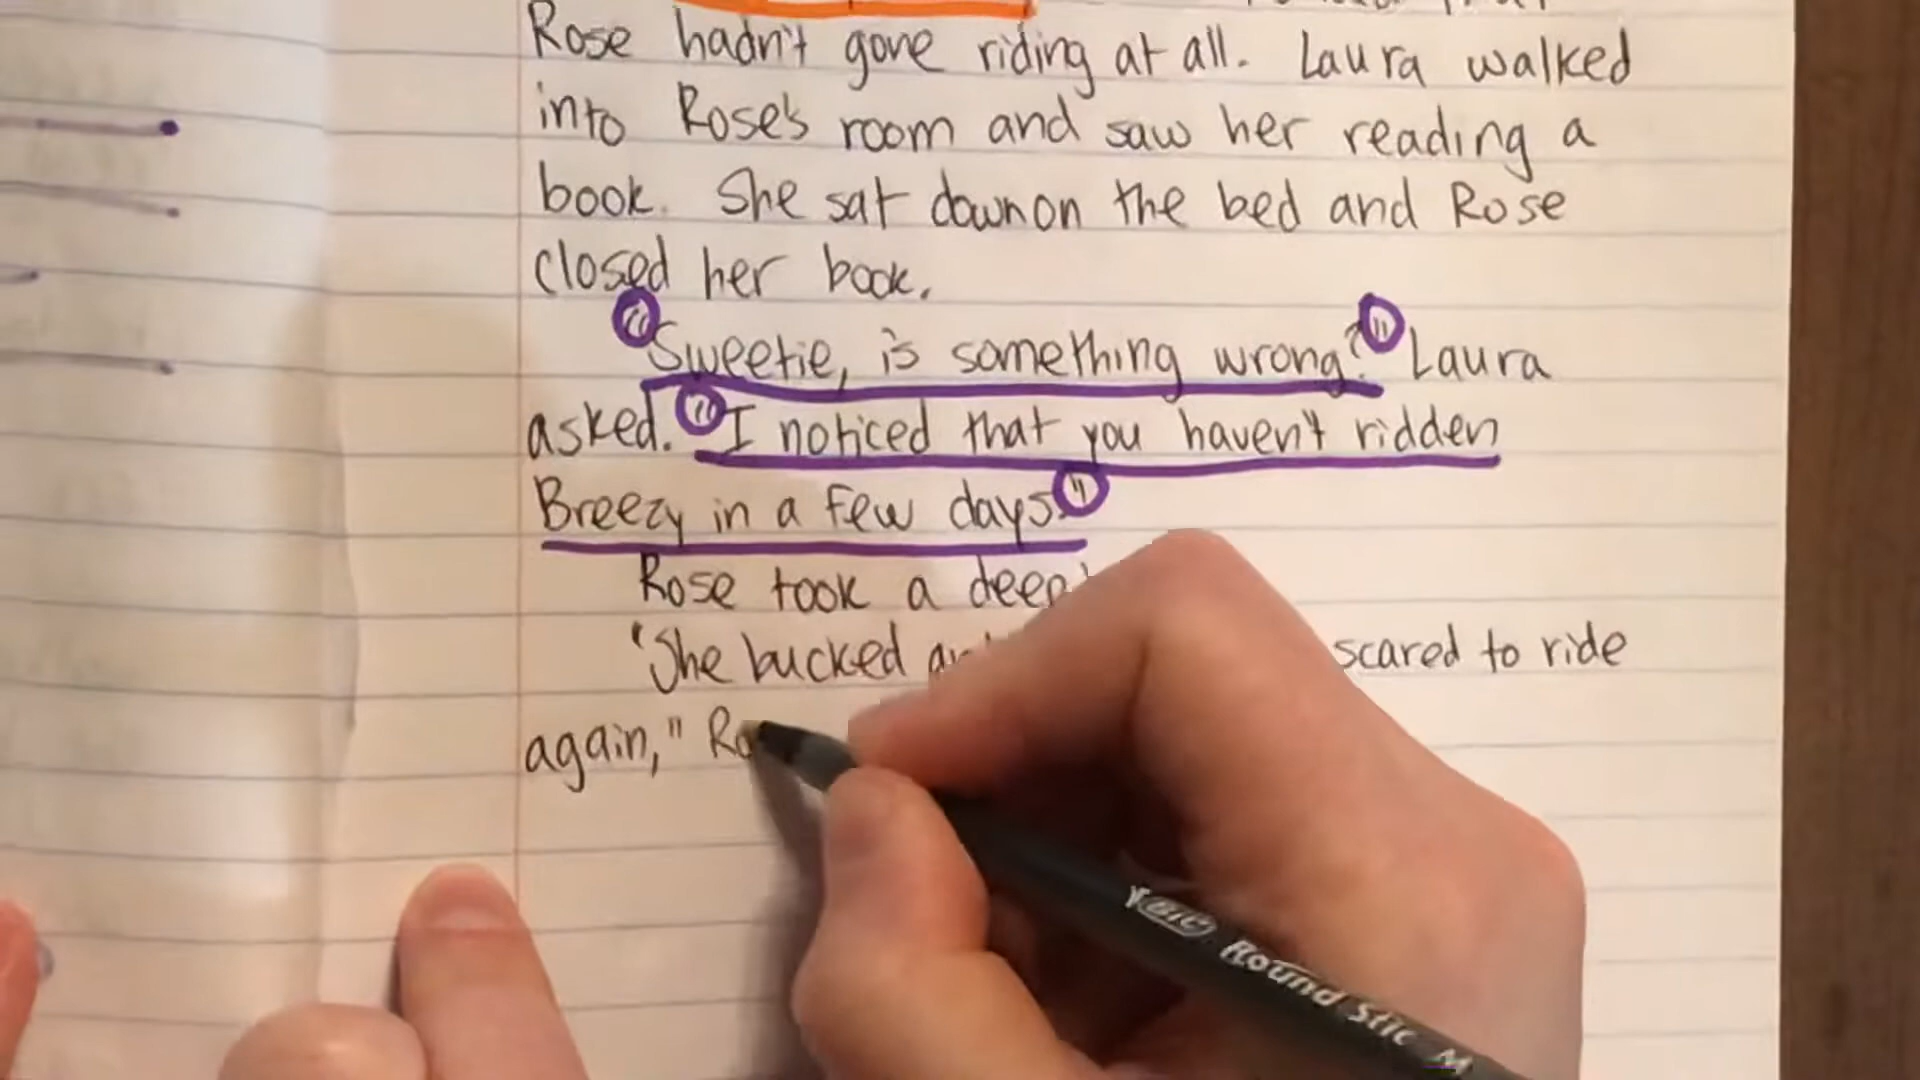 Rose hadn't gone riding at all. Laura walked
into Rose's room and saw her reading a
book. She sat down on the bed and Rose
closed her book.
"Sweetie, is something wrong?" Laura
asked. "I noticed that you haven't ridden
Breezy in a few days."
Rose took a deep
"She bucked scared to ride
again," Ro
BIC Round Stic M